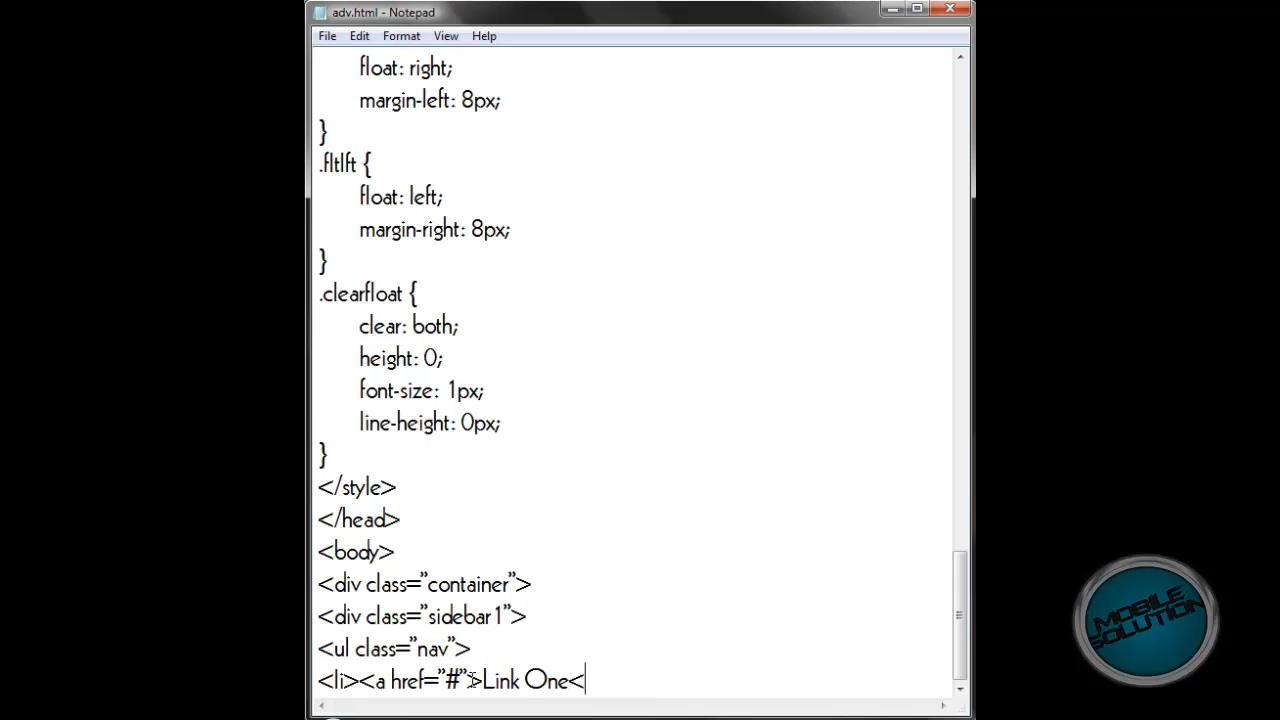 adv.html - Notepad
File Edit Format View Help
float: right;
margin-left: 8px;
}
.fltlft {
float: left;
margin-right: 8px;
}
.clearfloat {
clear: both;
height: 0;
font-size: 1px;
line-height: 0px;
}
</style>
</head>
<body>
<div class="container">
<div class="sidebar1">
<ul class="nav">
<li><a href="#">Link One<
MOBILE
SOLUTION